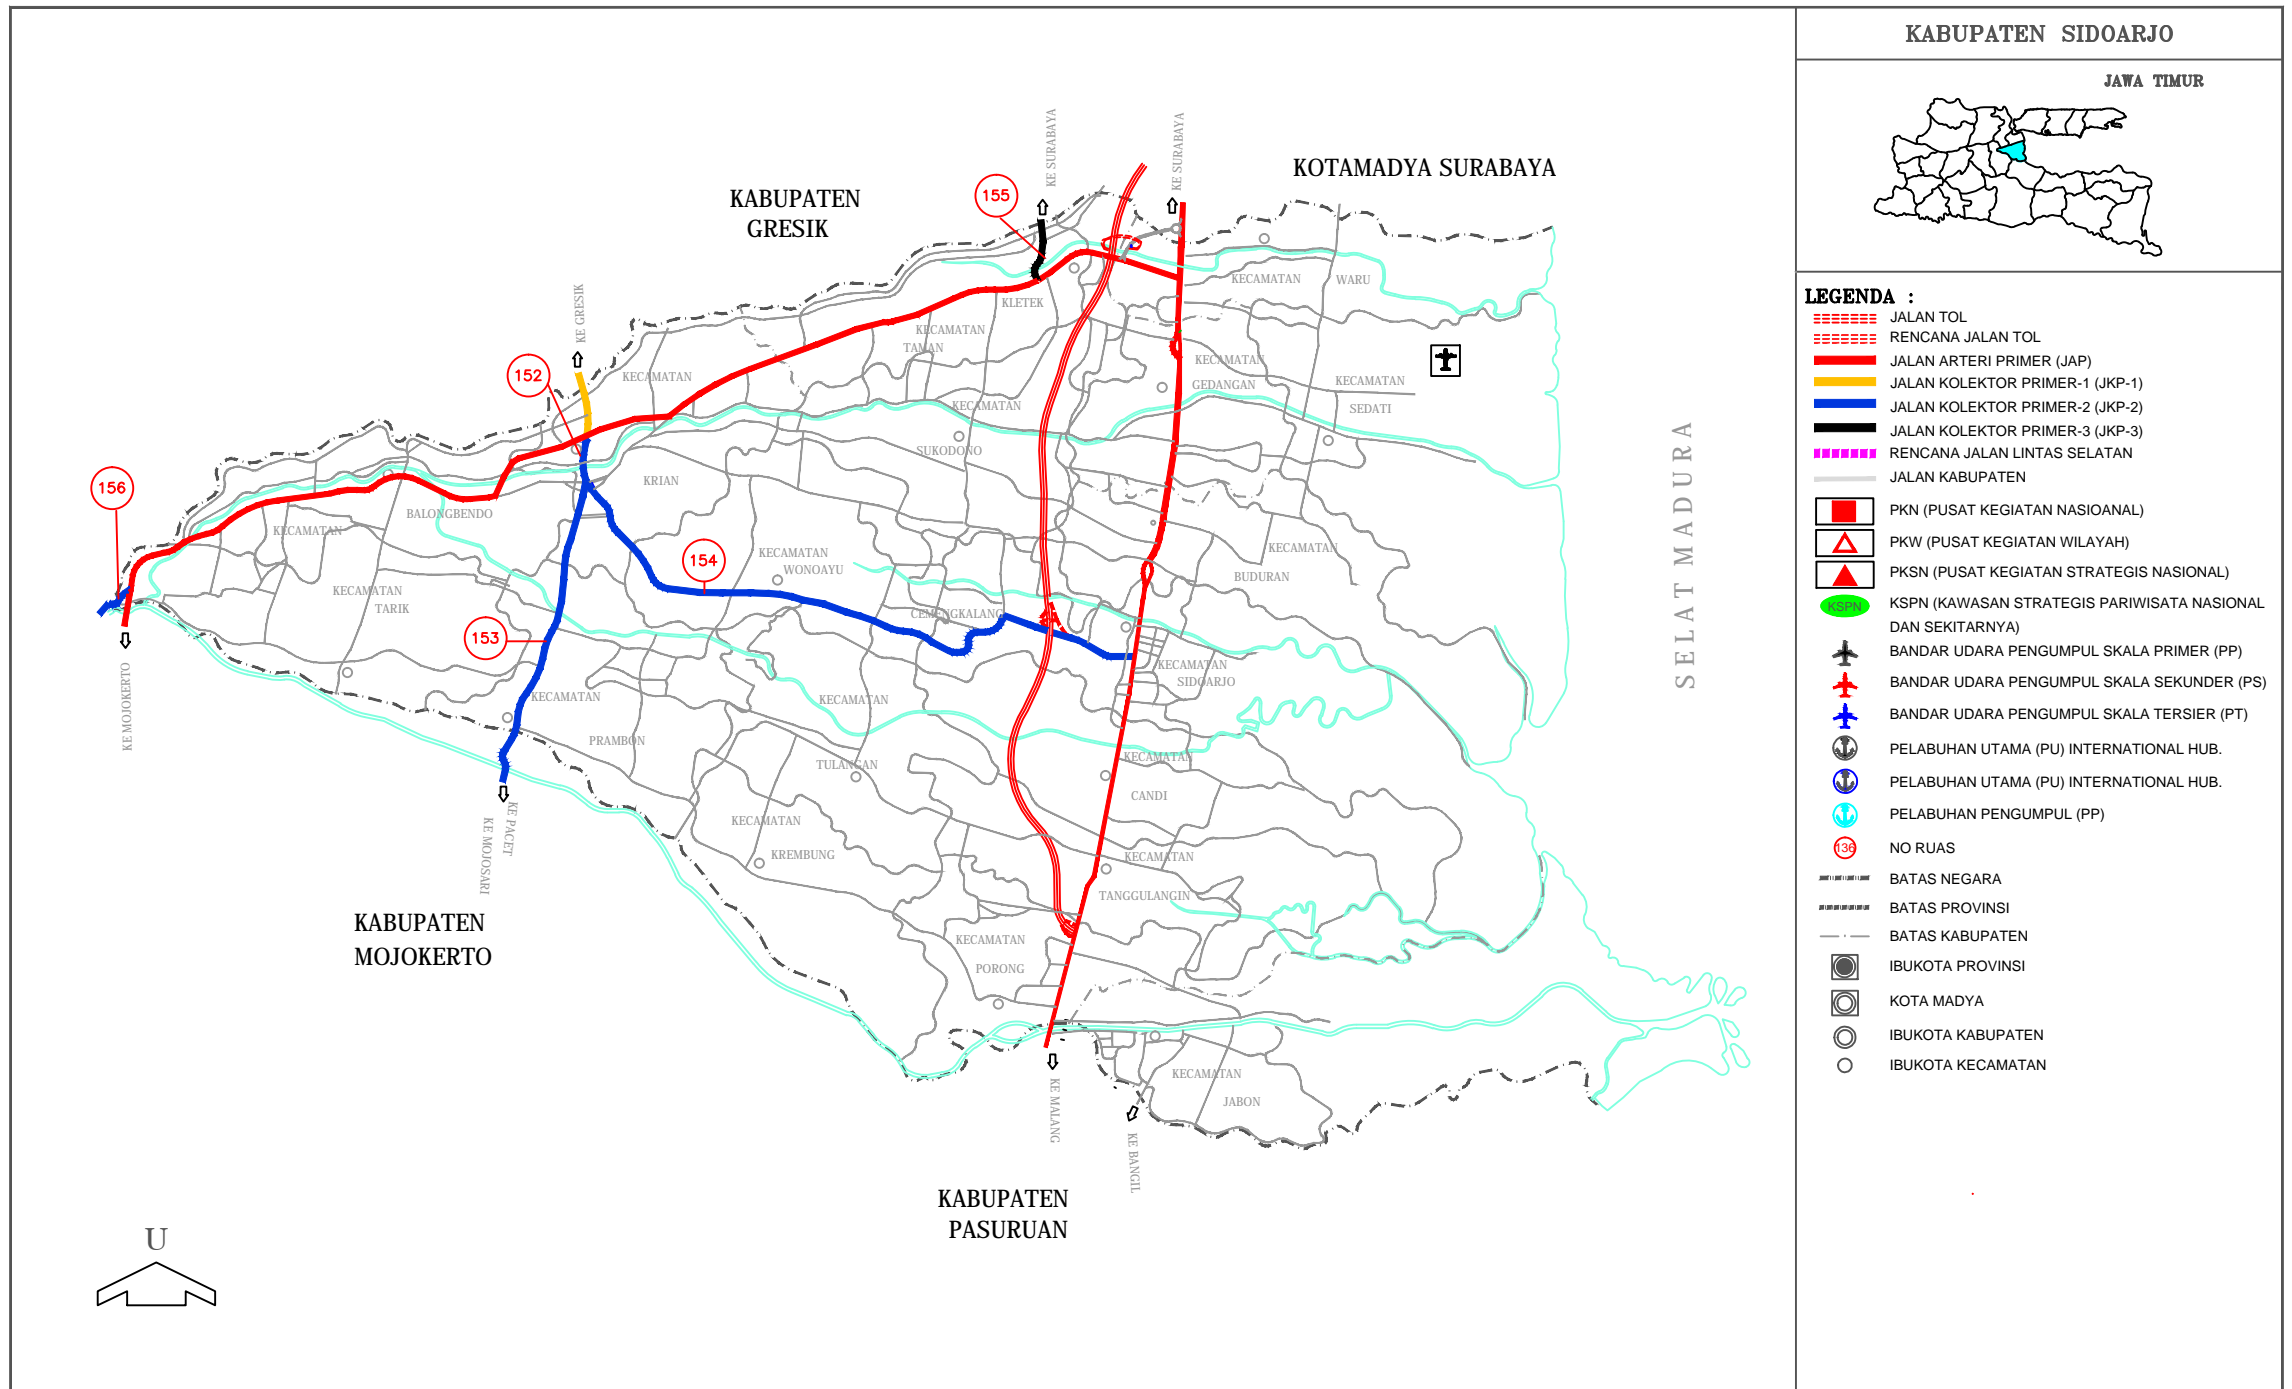 KABUPATEN SIDOARJO
JAWA TIMUR
KE SURABAYA
KE SURABAYA
KOTAMADYA SURABAYA
KABUPATEN
GRESIK
155
KE GRESIK
KECAMATAN
WARU
KLETEK
KECAMATAN
TAMAN
152
KECAMATAN
KECAMATAN
GEDANGAN
KECAMATAN
SEDATI
KECAMATAN
SUKODONO
KRIAN
156
BALONGBENDO
KECAMATAN
SELAT MADURA
154
KECAMATAN
WONOAYU
KECAMATAN
BUDURAN
KECAMATAN
TARIK
CEMENGKALANG
153
KECAMATAN
SIDOARJO
KE MOJOKERTO
KECAMATAN
PRAMBON
KECAMATAN
TULANGAN
KECAMATAN
CANDI
KE PACET
KE MOJOSARI
KECAMATAN
KREMBUNG
KECAMATAN
TANGGULANGIN
KABUPATEN
MOJOKERTO
KECAMATAN
PORONG
KECAMATAN
JABON
KE MALANG
KE BANGIL
KABUPATEN
PASURUAN
U
LEGENDA :
JALAN TOL
RENCANA JALAN TOL
JALAN ARTERI PRIMER (JAP)
JALAN KOLEKTOR PRIMER-1 (JKP-1)
JALAN KOLEKTOR PRIMER-2 (JKP-2)
JALAN KOLEKTOR PRIMER-3 (JKP-3)
RENCANA JALAN LINTAS SELATAN
JALAN KABUPATEN
PKN (PUSAT KEGIATAN NASIOANAL)
PKW (PUSAT KEGIATAN WILAYAH)
PKSN (PUSAT KEGIATAN STRATEGIS NASIONAL)
KSPN KSPN (KAWASAN STRATEGIS PARIWISATA NASIONAL
DAN SEKITARNYA)
BANDAR UDARA PENGUMPUL SKALA PRIMER (PP)
BANDAR UDARA PENGUMPUL SKALA SEKUNDER (PS)
BANDAR UDARA PENGUMPUL SKALA TERSIER (PT)
PELABUHAN UTAMA (PU) INTERNATIONAL HUB.
PELABUHAN UTAMA (PU) INTERNATIONAL HUB.
PELABUHAN PENGUMPUL (PP)
136 NO RUAS
BATAS NEGARA
BATAS PROVINSI
BATAS KABUPATEN
IBUKOTA PROVINSI
KOTA MADYA
IBUKOTA KABUPATEN
IBUKOTA KECAMATAN